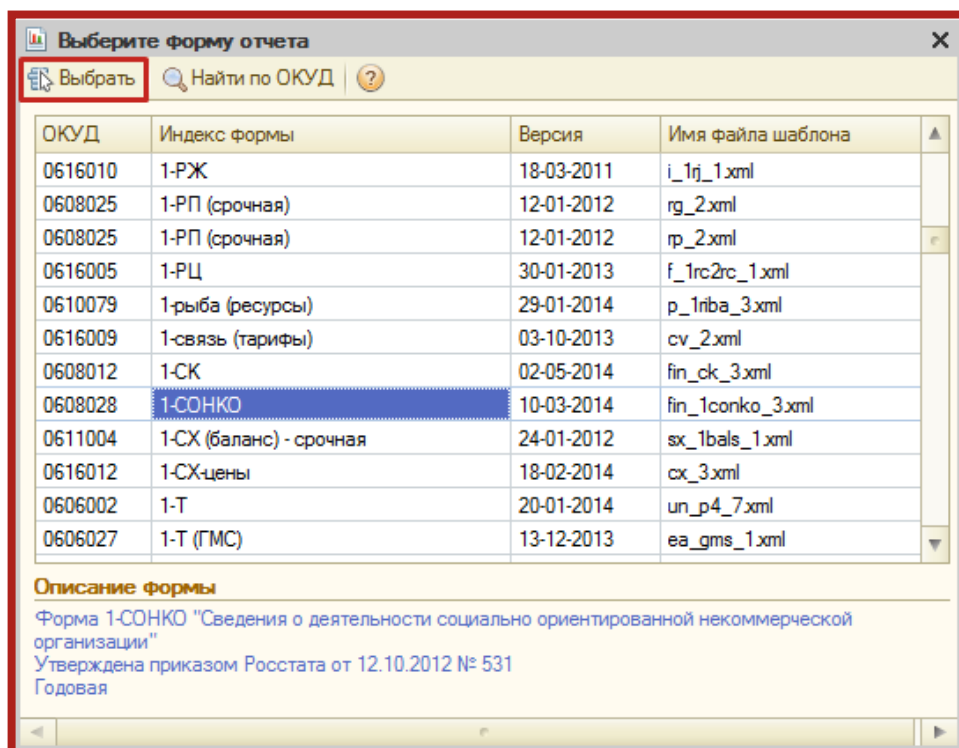 Выберите форму отчета
Выбрать Найти по ОКУД ?
ОКУД Индекс формы Версия Имя файла шаблона
0616010 1-РЖ 18-03-2011 i_1rj_1.xml
0608025 1-РП (срочная) 12-01-2012 rg_2.xml
0608025 1-РП (срочная) 12-01-2012 rp_2.xml
0616005 1-РЦ 30-01-2013 f_1rc2rc_1.xml
0610079 1-рыба (ресурсы) 29-01-2014 p_1riba_3.xml
0616009 1-связь (тарифы) 03-10-2013 cv_2.xml
0608012 1-СК 02-05-2014 fin_ck_3.xml
0608028 1-СОНКО 10-03-2014 fin_1conko_3.xml
0611004 1-СХ (баланс) - срочная 24-01-2012 sx_1bals_1.xml
0616012 1-СХ-цены 18-02-2014 cx_3.xml
0606002 1-Т 20-01-2014 un_p4_7.xml
0606027 1-Т (ГМС) 13-12-2013 ea_gms_1.xml
Описание формы
Форма 1-СОНКО "Сведения о деятельности социально ориентированной некоммерческой
организации"
Утверждена приказом Росстата от 12.10.2012 № 531
Годовая